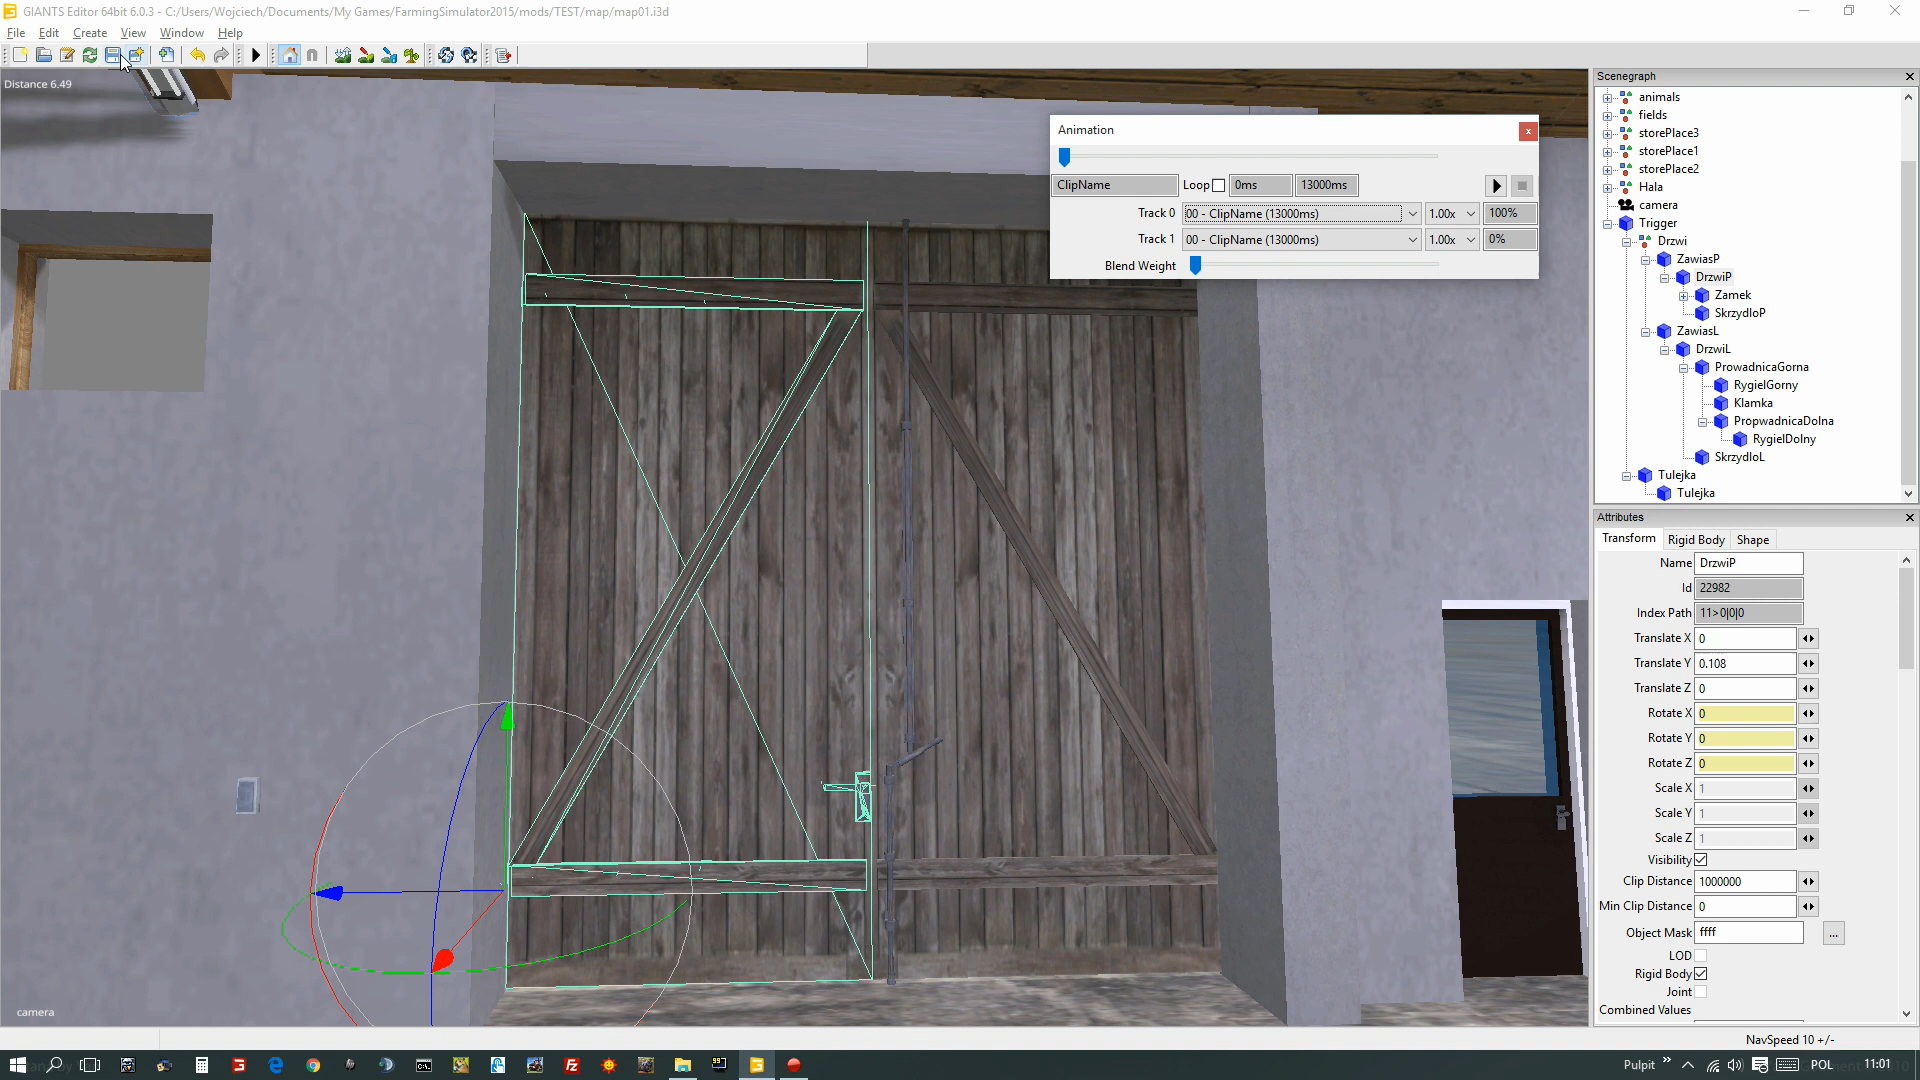 GIANTS Editor 64bit 6.0.3 - C:/Users/Wojciech/Documents/My Games/FarmingSimulator2015/mods/TEST/map/map01.i3d
File Edit Create View Window Help
Distance 6.49
Animation
ClipName Loop 0ms 13000ms
Track 0 00 - ClipName (13000ms) 1.00x 100%
Track 1 00 - ClipName (13000ms) 1.00x 0%
Blend Weight
Scenegraph
animals
fields
storePlace3
storePlace1
storePlace2
Hala
camera
Trigger
Drzwi
ZawiasP
DrzwiP
Zamek
SkrzydloP
ZawiasL
DrzwiL
ProwadnicaGorna
RygielGorny
Klamka
PropwadnicaDolna
RygielDolny
SkrzydloL
Tulejka
Tulejka
Attributes
Transform Rigid Body Shape
Name DrzwiP
Id 22982
Index Path 11>0|0|0
Translate X 0
Translate Y 0.108
Translate Z 0
Rotate X 0
Rotate Y 0
Rotate Z 0
Scale X 1
Scale Y 1
Scale Z 1
Visibility
Clip Distance 1000000
Min Clip Distance 0
Object Mask ffff ...
LOD
Rigid Body
Joint
Combined Values
camera
NavSpeed 10 +/-
Pulpit POL 11:01